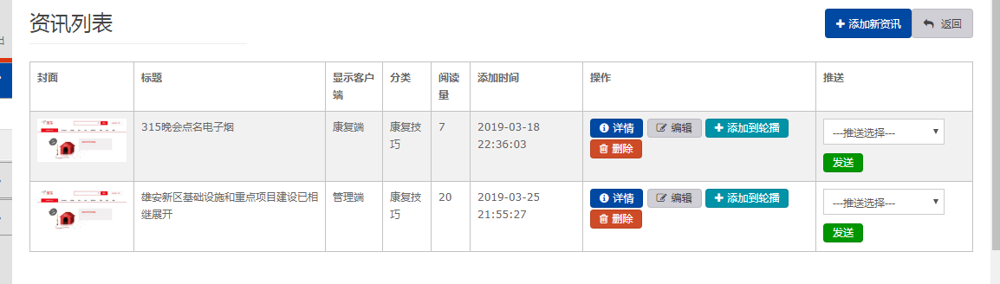 资讯列表
添加新资讯 返回
出
封面 标题 显示客户端 分类 阅读量 添加时间 操作 推送
315晚会点名电子烟 康复端 康复技巧 7 2019-03-18 22:36:03 详情 编辑 添加到轮播 删除 ---推送选择--- 发送
雄安新区基础设施和重点项目建设已相继展开 管理端 康复技巧 20 2019-03-25 21:55:27 详情 编辑 添加到轮播 删除 ---推送选择--- 发送